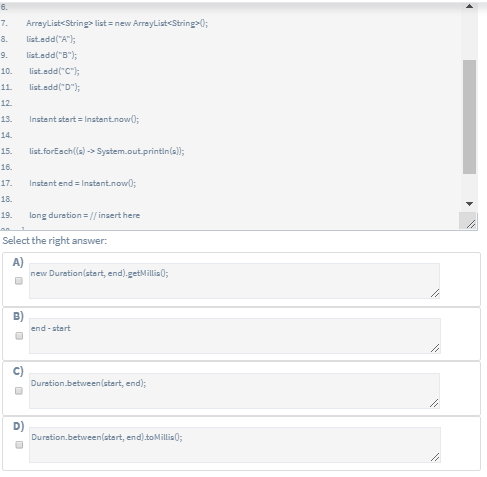 6.
7. ArrayList<String> list = new ArrayList<String>();
8. list.add("A");
9. list.add("B");
10. list.add("C");
11. list.add("D");
12.
13. Instant start = Instant.now();
14.
15. list.forEach((s) -> System.out.println(s));
16.
17. Instant end = Instant.now();
18.
19. long duration = // insert here
Select the right answer:
A)
new Duration(start, end).getMillis();
B)
end - start
C)
Duration.between(start, end);
D)
Duration.between(start, end).toMillis();